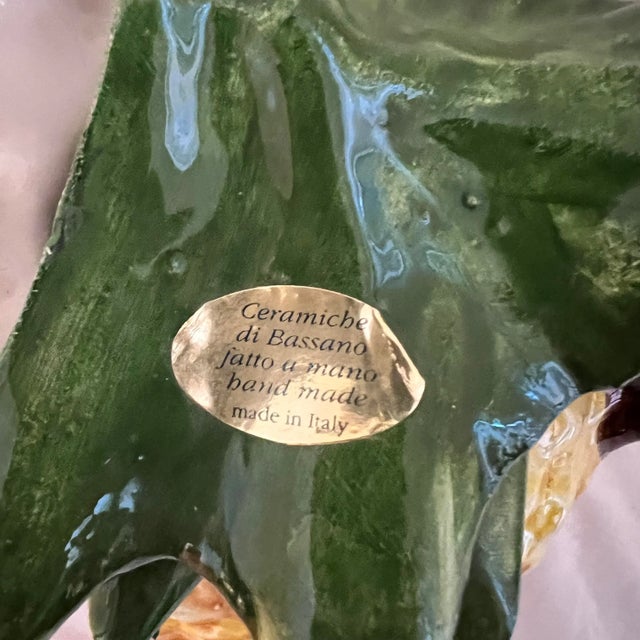 Ceramiche
di Bassano
fatto a mano
hand made
made in Italy